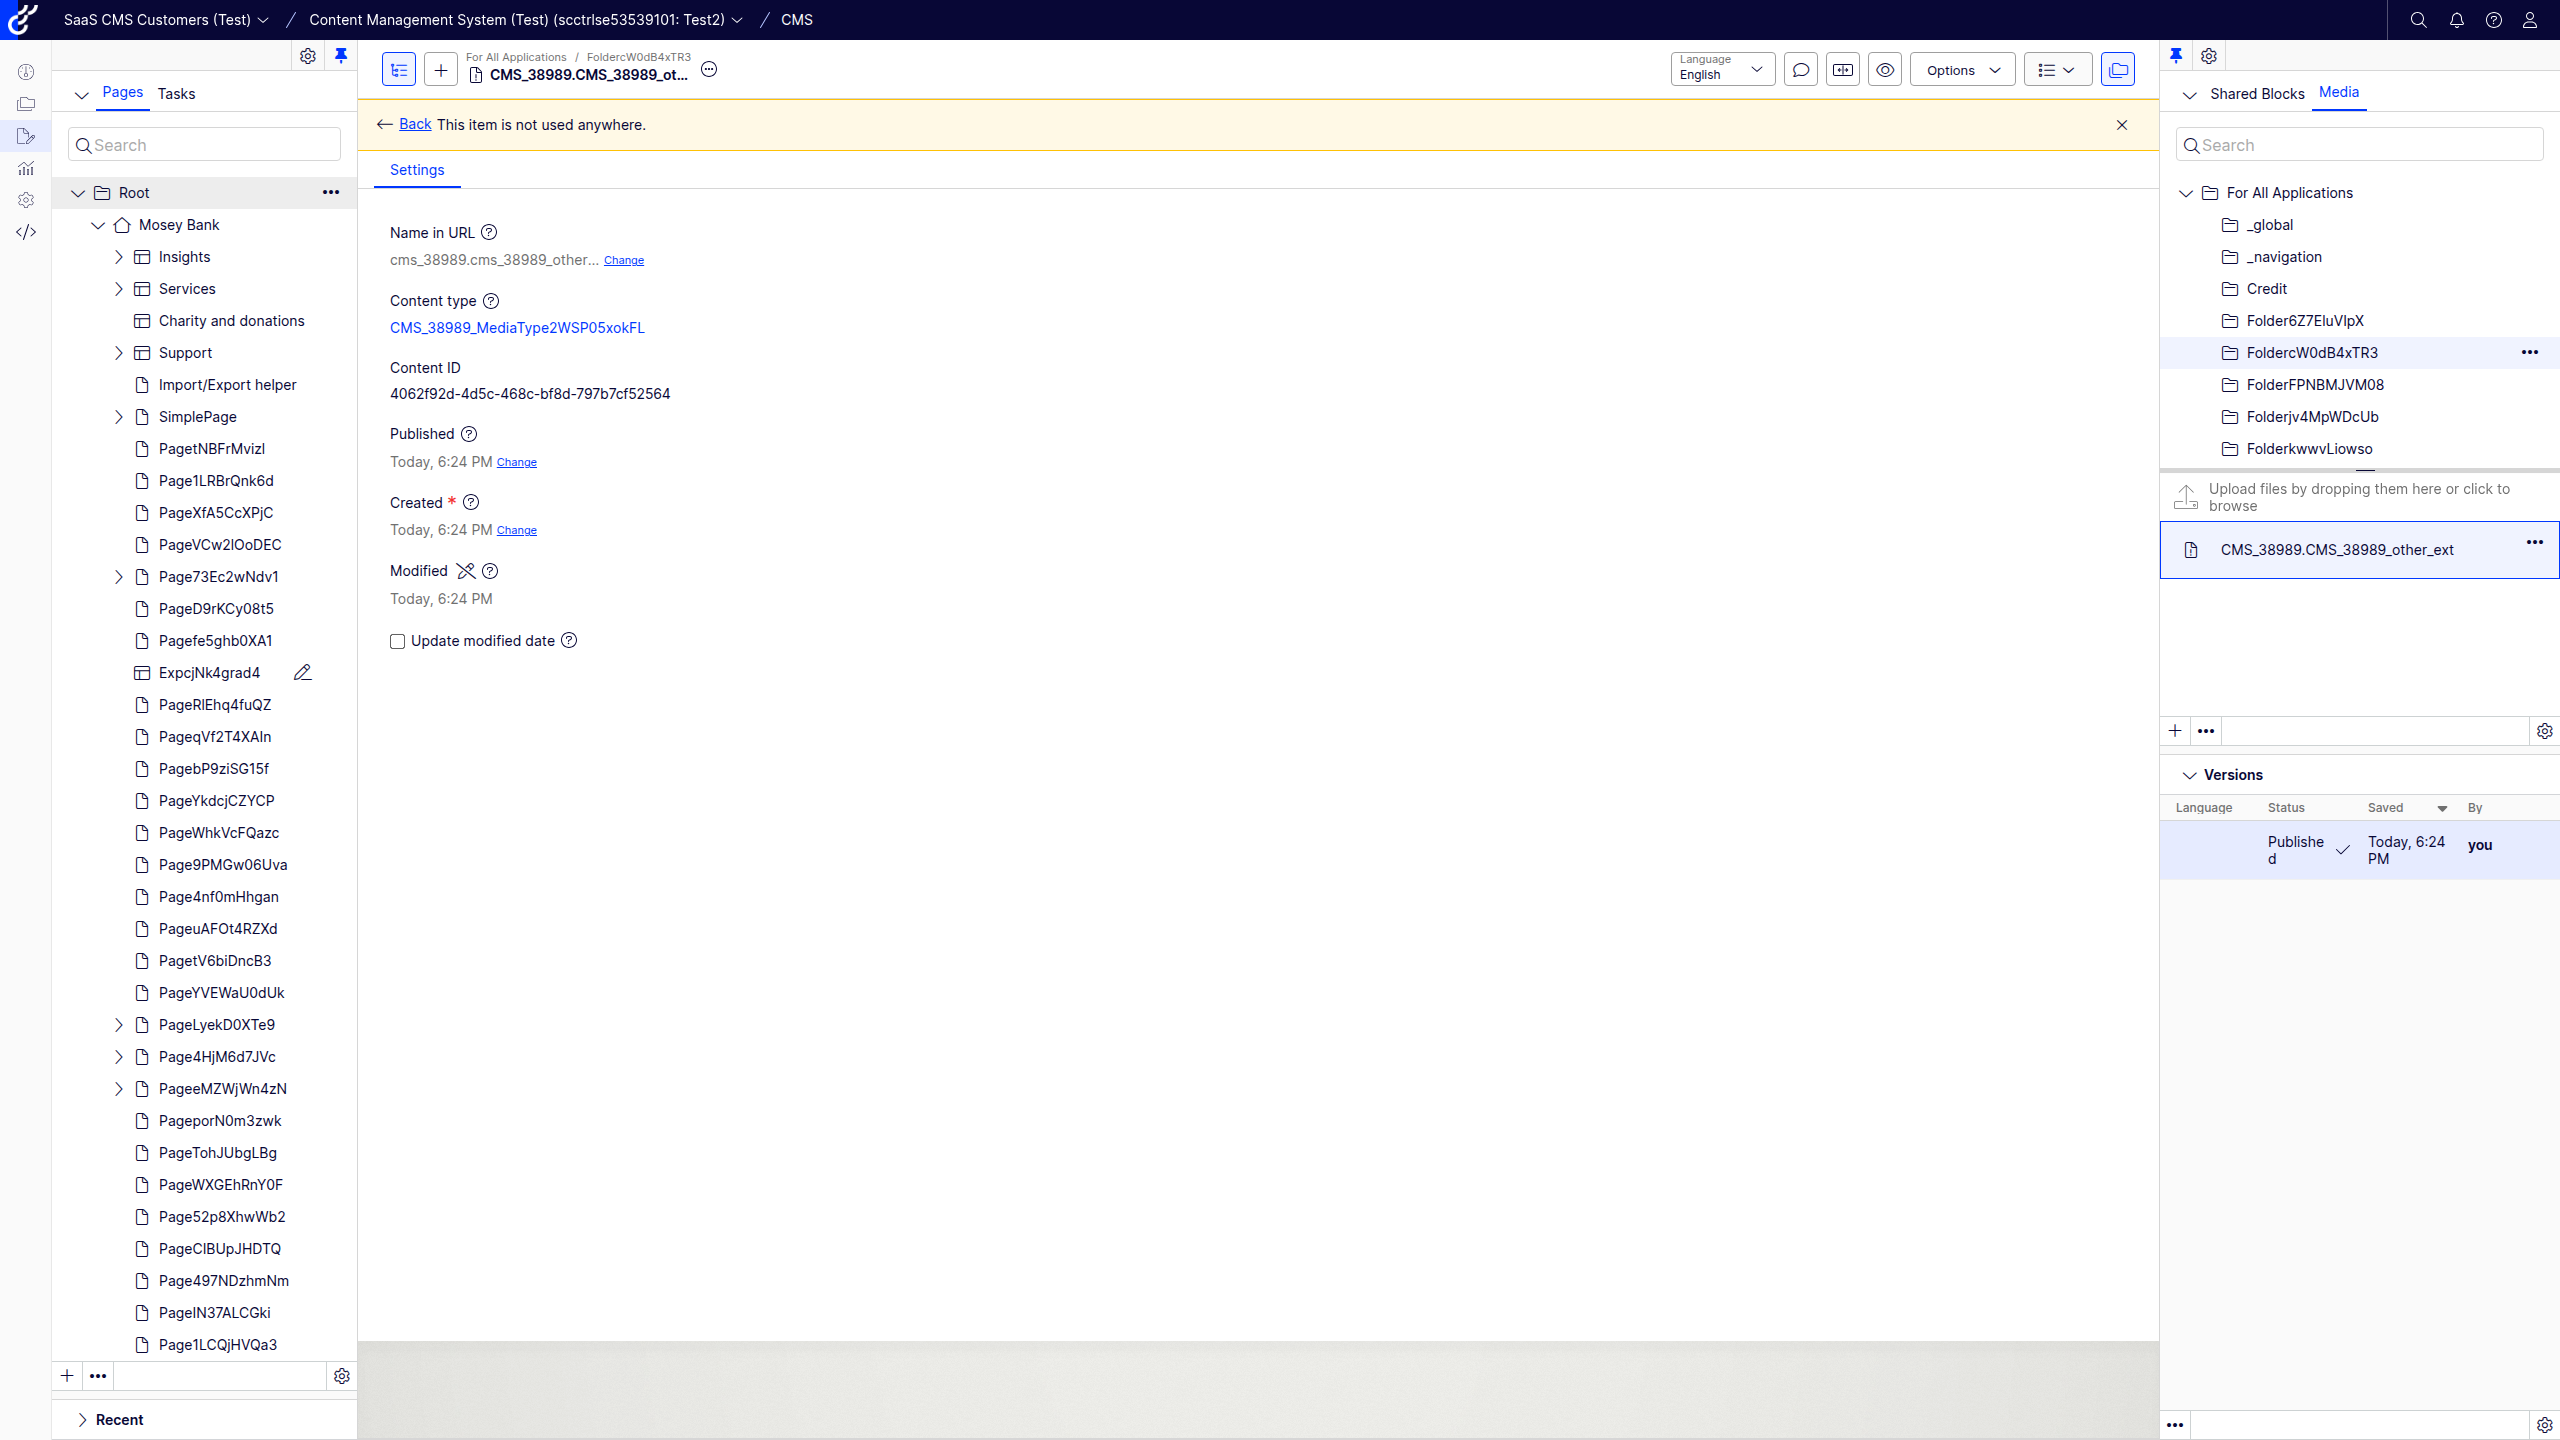 SaaS CMS Customers (Test) / Content Management System (Test) (scctrlse53539101: Test2) / CMS
Pages Tasks
Search
Root
Mosey Bank
Insights
Services
Charity and donations
Support
Import/Export helper
SimplePage
PagetNBFrMvizl
Page1LRBrQnk6d
PageXfA5CcXPjC
PageVCw2lOoDEC
Page73Ec2wNdv1
PageD9rKCy08t5
Pagefe5ghb0XA1
ExpcjNk4grad4
PageRlEhq4fuQZ
PageqVf2T4XAln
PagebP9ziSG15f
PageYkdcjCZYCP
PageWhkVcFQazc
Page9PMGw06Uva
Page4nf0mHhgan
PageuAFOt4RZXd
PagetV6biDncB3
PageYVEWaU0dUk
PageLyekD0XTe9
Page4HjM6d7JVc
PageeMZWjWn4zN
PageporN0m3zwk
PageTohJUbgLBg
PageWXGEhRnY0F
Page52p8XhwWb2
PageClBUpJHDTQ
Page497NDzhmNm
PageIN37ALCGki
Page1LCQjHVQa3
Recent
For All Applications / FoldercW0dB4xTR3
CMS_38989.CMS_38989_ot...
Language
English
Options
Back This item is not used anywhere.
Settings
Name in URL
cms_38989.cms_38989_other... Change
Content type
CMS_38989_MediaType2WSP05xokFL
Content ID
4062f92d-4d5c-468c-bf8d-797b7cf52564
Published
Today, 6:24 PM Change
Created *
Today, 6:24 PM Change
Modified
Today, 6:24 PM
Update modified date
Shared Blocks Media
Search
For All Applications
_global
_navigation
Credit
Folder6Z7EluVlpX
FoldercW0dB4xTR3
FolderFPNBMJVM08
Folderjv4MpWDcUb
FolderkwwvLiowso
Upload files by dropping them here or click to
browse
CMS_38989.CMS_38989_other_ext
Versions
Language Status Saved By
Publishe Today, 6:24 you
d PM